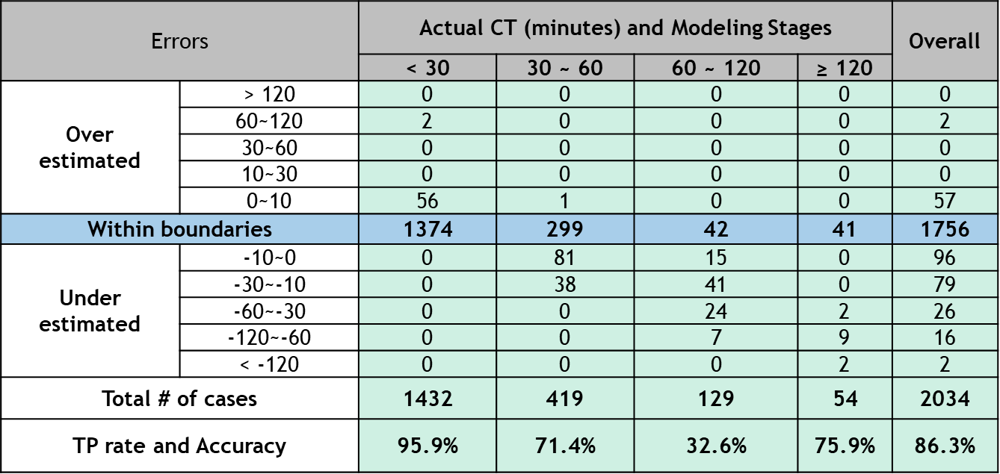 Errors Actual CT (minutes) and Modeling Stages Overall
< 30 30 ~ 60 60 ~ 120 ≥ 120
Over estimated > 120 0 0 0 0 0
60~120 2 0 0 0 2
30~60 0 0 0 0 0
10~30 0 0 0 0 0
0~10 56 1 0 0 57
Within boundaries 1374 299 42 41 1756
Under estimated -10~0 0 81 15 0 96
-30~-10 0 38 41 0 79
-60~-30 0 0 24 2 26
-120~-60 0 0 7 9 16
< -120 0 0 0 2 2
Total # of cases 1432 419 129 54 2034
TP rate and Accuracy 95.9% 71.4% 32.6% 75.9% 86.3%